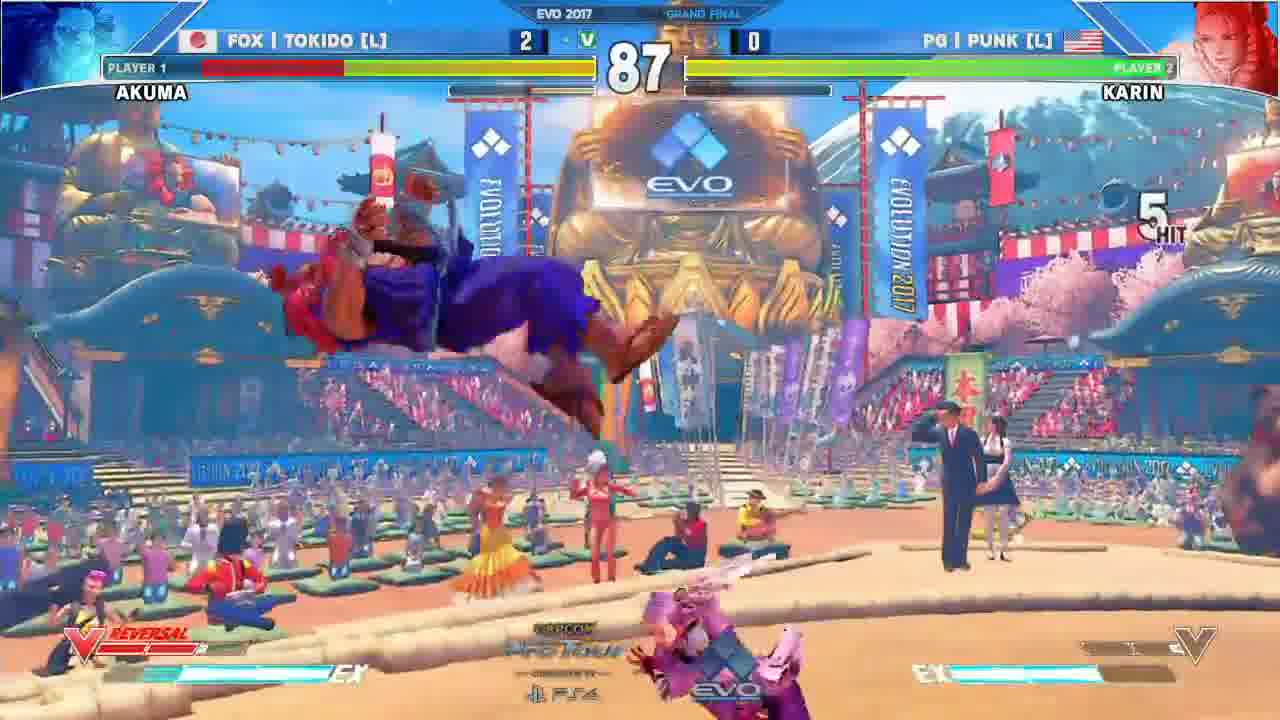 EVO 2017 GRAND FINAL
FOX | TOKIDO [L] 2 V 0 PG | PUNK [L]
PLAYER 1 87 PLAYER 2
AKUMA KARIN
EVO
EVOLUTION 2017
5 HIT
REVERSAL
EX EX
CAPCOM
Pro Tour
PS4
EVO